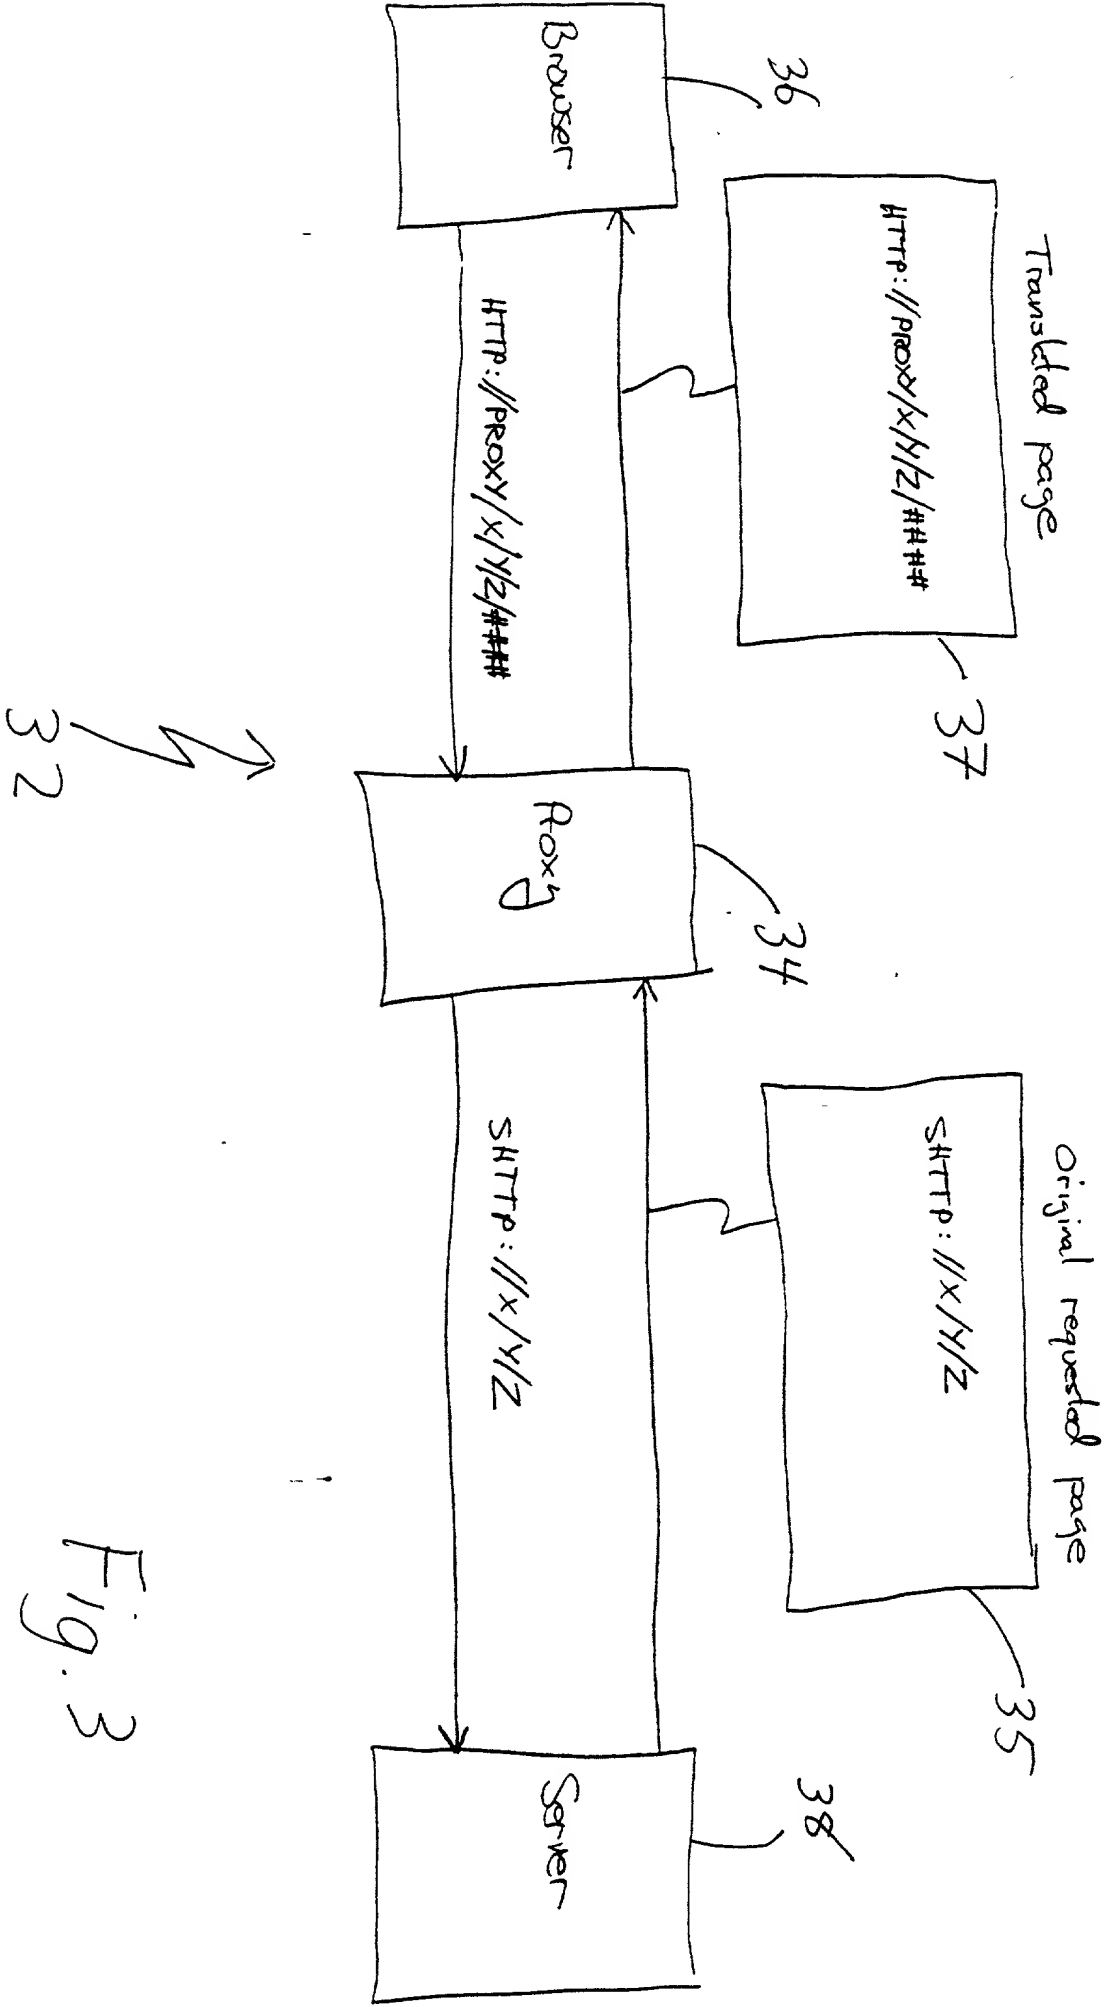 Translated page
Original requested page
HTTP://PROXY/X/Y/Z/####
37
SHTTP://X/Y/Z
35
36
34
38
Browser
HTTP://PROXY/X/Y/Z/####
Proxy
SHTTP://X/Y/Z
Server
32
Fig. 3